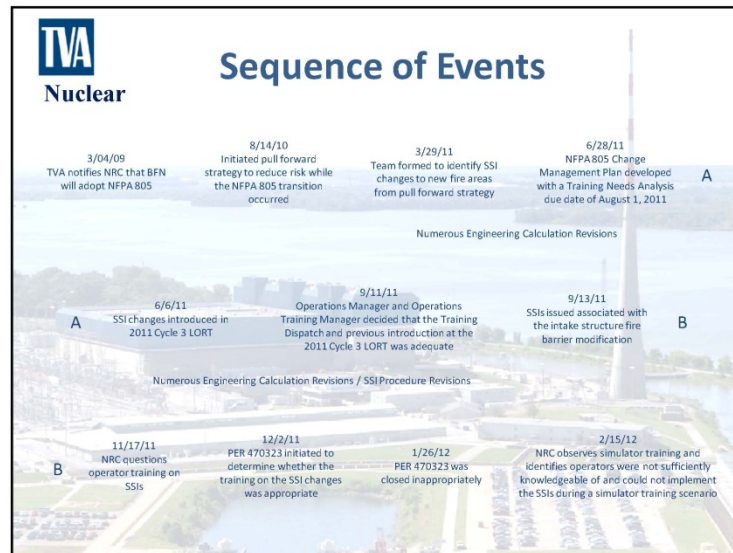 TVA
Nuclear
Sequence of Events
3/04/09
TVA notifies NRC that BFN
will adopt NFPA 805
8/14/10
Initiated pull forward
strategy to reduce risk while
the NFPA 805 transition
occurred
3/29/11
Team formed to identify SSI
changes to new fire areas
from pull forward strategy
6/28/11
NFPA 805 Change
Management Plan developed
with a Training Needs Analysis
due date of August 1, 2011
A
Numerous Engineering Calculation Revisions
A
6/6/11
SSI changes introduced in
2011 Cycle 3 LORT
9/11/11
Operations Manager and Operations
Training Manager decided that the Training
Dispatch and previous introduction at the
2011 Cycle 3 LORT was adequate
9/13/11
SSIs issued associated with
the intake structure fire
barrier modification
B
Numerous Engineering Calculation Revisions / SSI Procedure Revisions
B
11/17/11
NRC questions
operator training on
SSIs
12/2/11
PER 470323 initiated to
determine whether the
training on the SSI changes
was appropriate
1/26/12
PER 470323 was
closed inappropriately
2/15/12
NRC observes simulator training and
identifies operators were not sufficiently
knowledgeable of and could not implement
the SSIs during a simulator training scenario